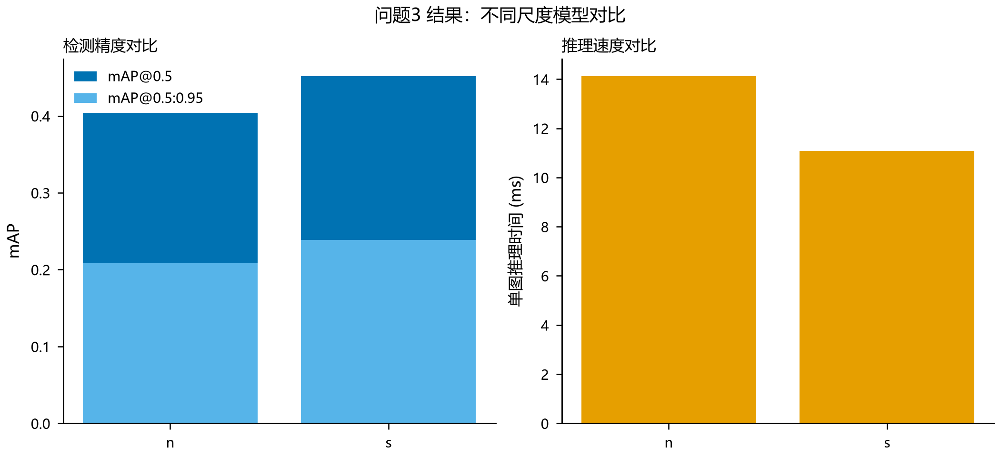 问题3 结果：不同尺度模型对比
检测精度对比
mAP@0.5
mAP@0.5:0.95
mAP
0.4
0.3
0.2
0.1
0.0
n
s
推理速度对比
单图推理时间 (ms)
14
12
10
8
6
4
2
0
n
s